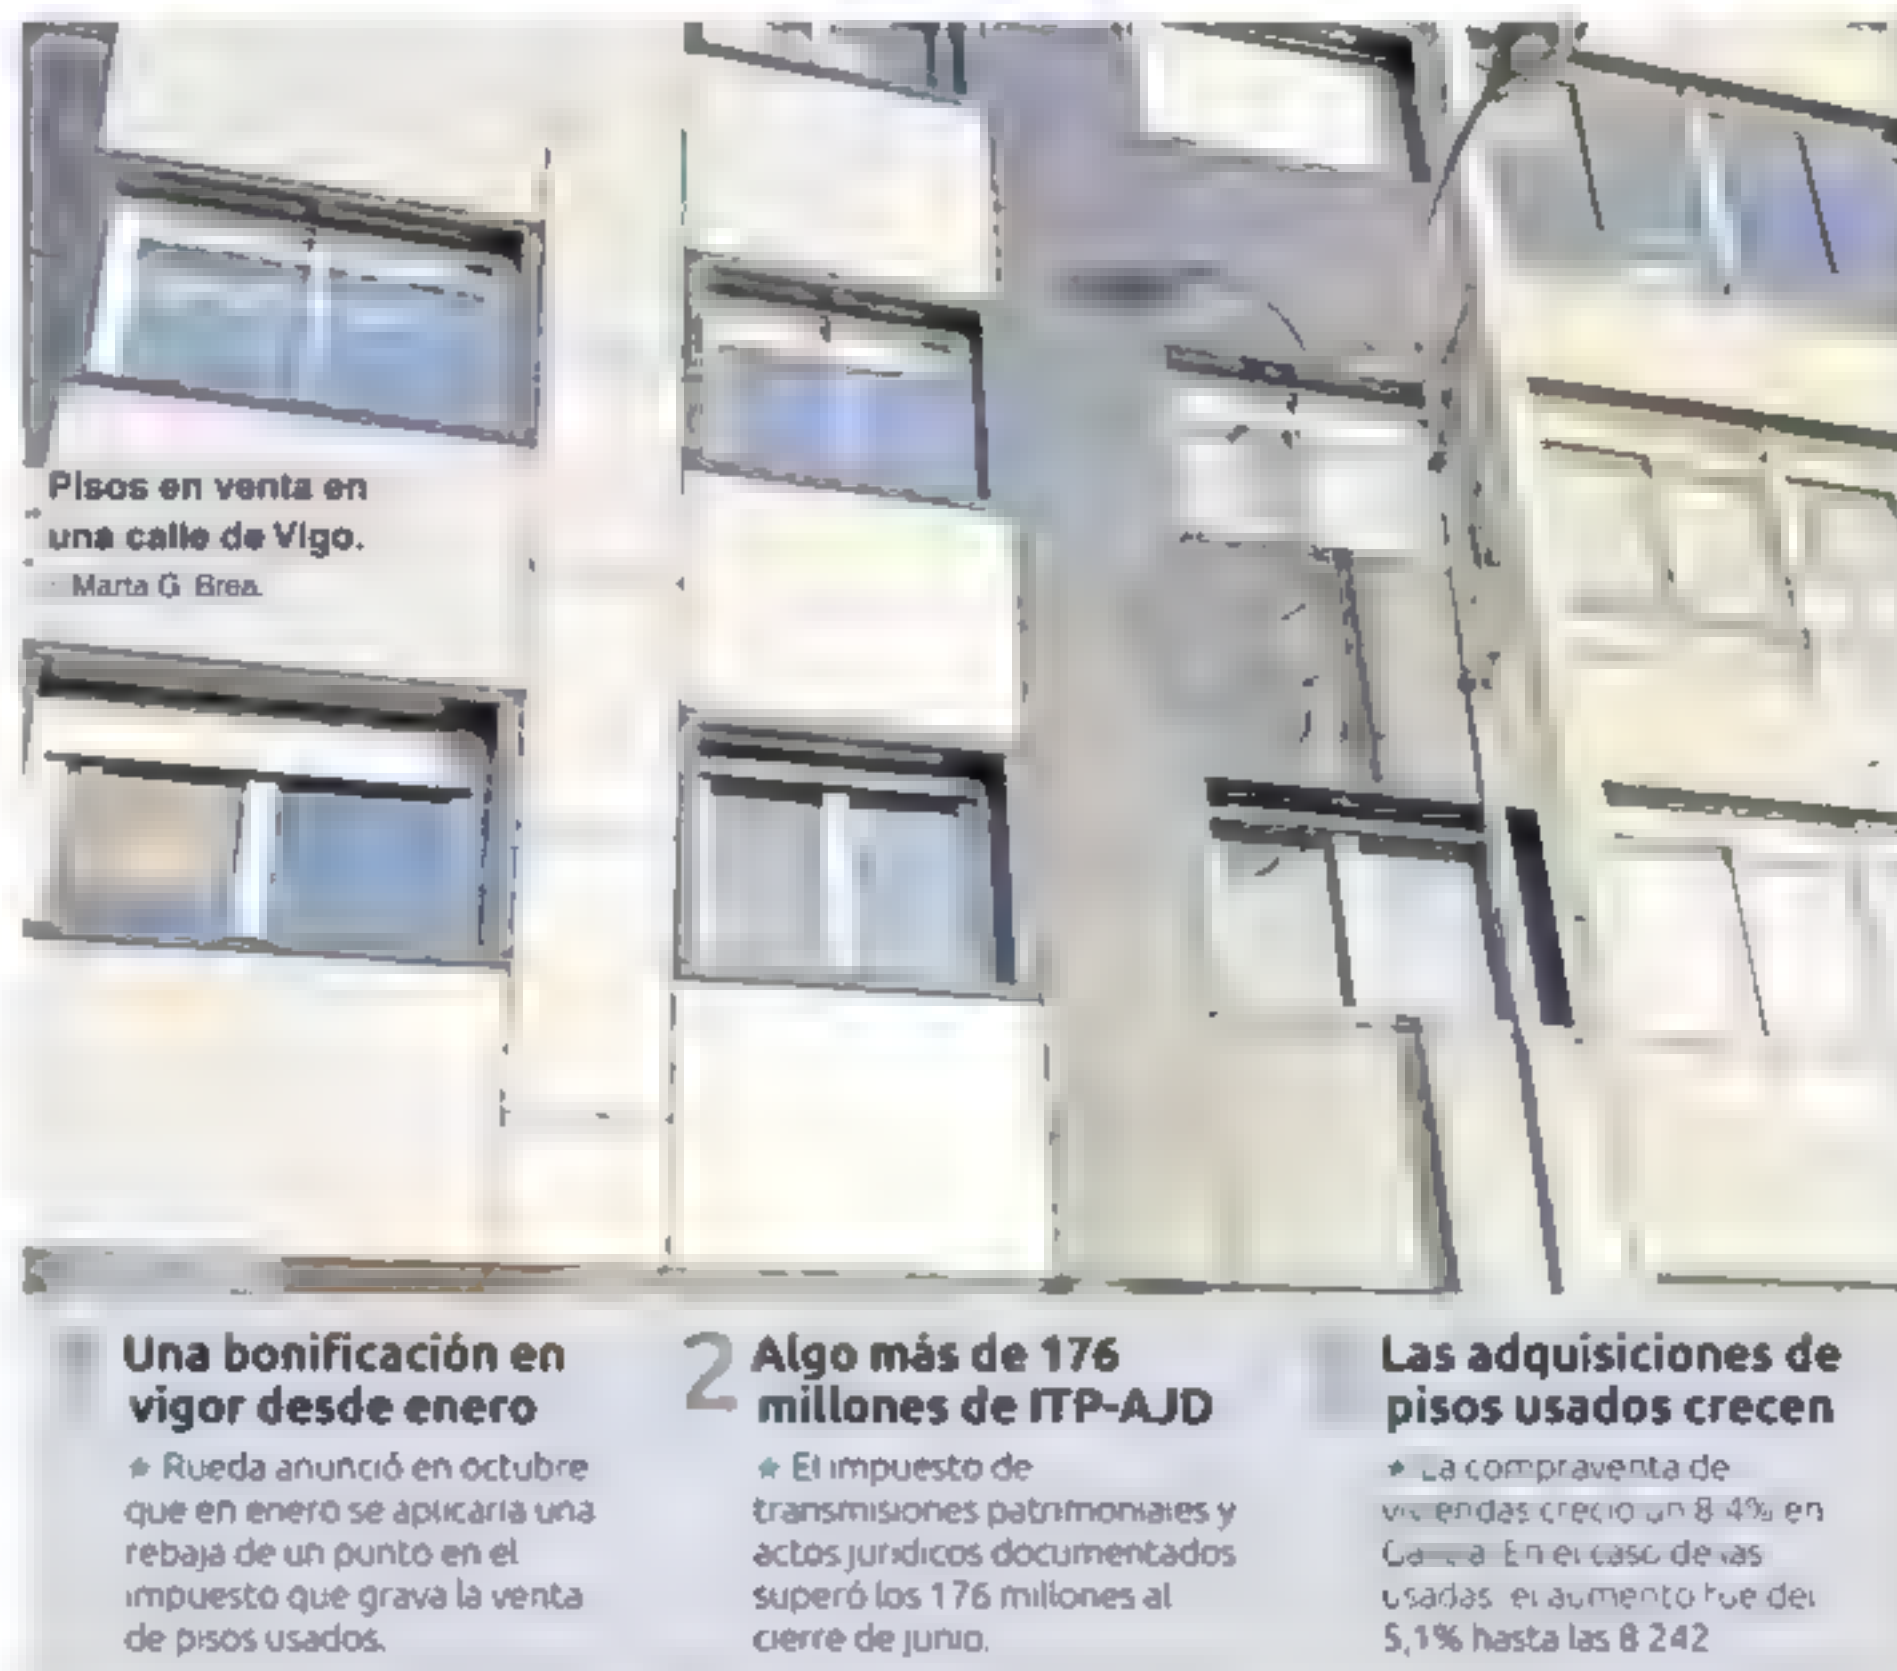 Pisos en venta en
una calle de Vigo.
Marta G. Brea
Una bonificación en
vigor desde enero
★ Rueda anunció en octubre
que en enero se aplicaría una
rebaja de un punto en el
impuesto que grava la venta
de pisos usados.
2 Algo más de 176
millones de ITP-AJD
★ El impuesto de
transmisiones patrimoniales y
actos jurídicos documentados
superó los 176 millones al
cierre de junio.
Las adquisiciones de
pisos usados crecen
★ La compraventa de
viviendas creció un 8,4% en
Galicia. En el caso de las
usadas, el aumento fue del
5,1% hasta las 8.242